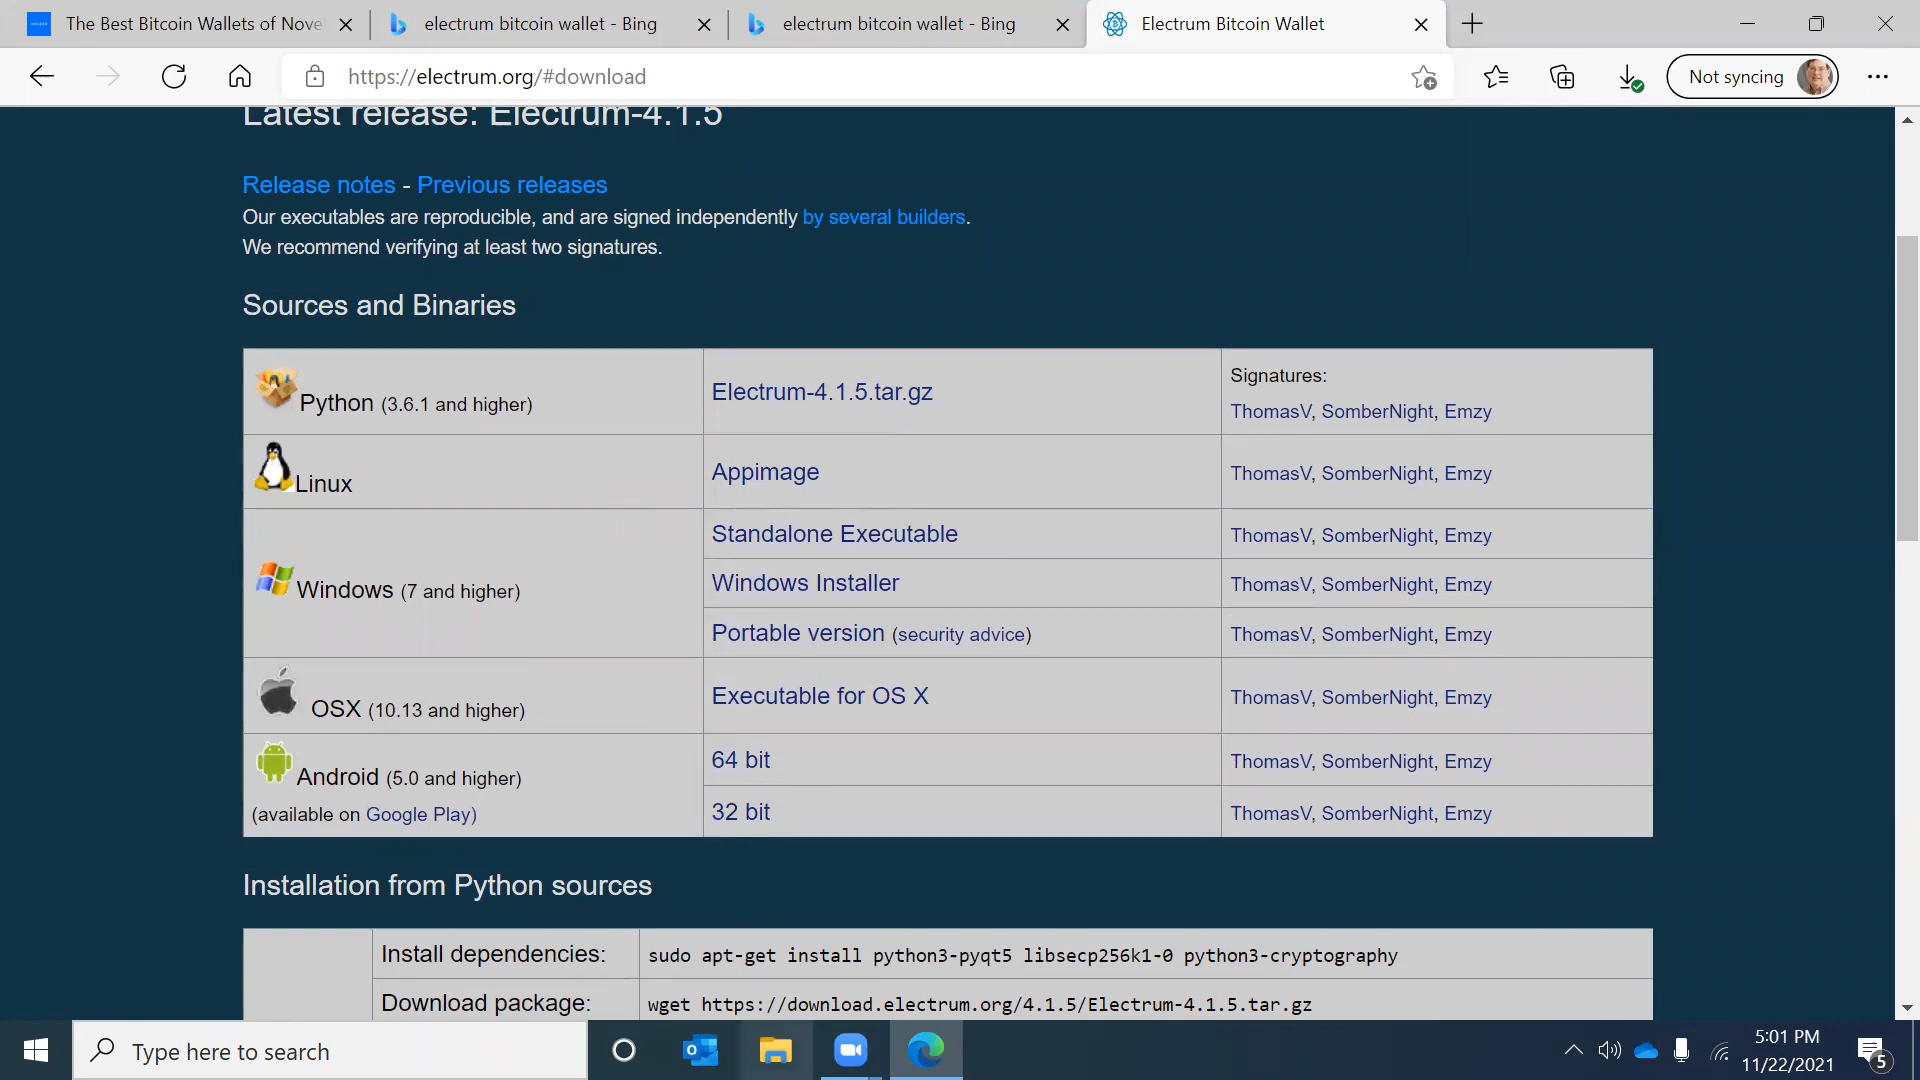 The Best Bitcoin Wallets of Nove
electrum bitcoin wallet - Bing
electrum bitcoin wallet - Bing
Electrum Bitcoin Wallet
https://electrum.org/#download
Not syncing
Latest release: Electrum-4.1.5
Release notes - Previous releases
Our executables are reproducible, and are signed independently by several builders.
We recommend verifying at least two signatures.
Sources and Binaries
Python (3.6.1 and higher)
Electrum-4.1.5.tar.gz
Signatures:
ThomasV, SomberNight, Emzy
Linux
Appimage
ThomasV, SomberNight, Emzy
Windows (7 and higher)
Standalone Executable
ThomasV, SomberNight, Emzy
Windows Installer
ThomasV, SomberNight, Emzy
Portable version (security advice)
ThomasV, SomberNight, Emzy
OSX (10.13 and higher)
Executable for OS X
ThomasV, SomberNight, Emzy
Android (5.0 and higher)
(available on Google Play)
64 bit
ThomasV, SomberNight, Emzy
32 bit
ThomasV, SomberNight, Emzy
Installation from Python sources
Install dependencies:
sudo apt-get install python3-pyqt5 libsecp256k1-0 python3-cryptography
Download package:
wget https://download.electrum.org/4.1.5/Electrum-4.1.5.tar.gz
Type here to search
5:01 PM
11/22/2021
5